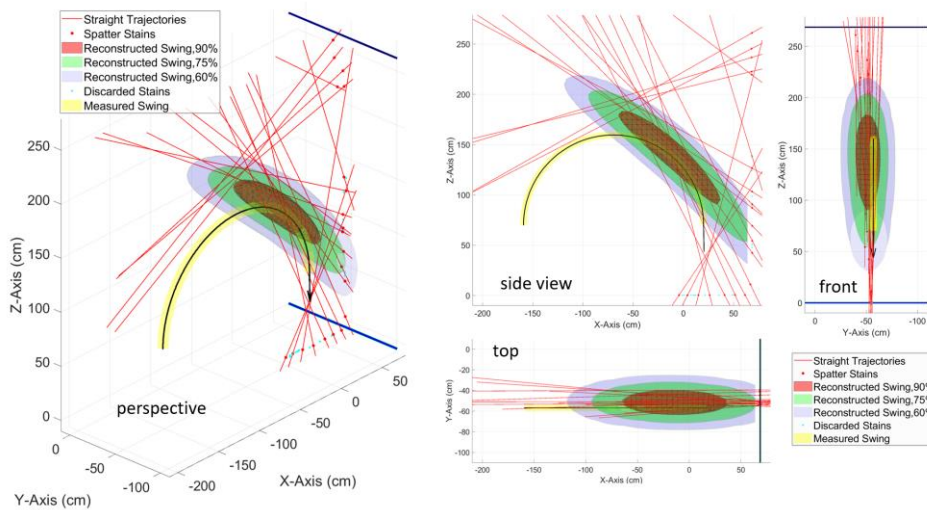 Straight Trajectories
Spatter Stains
Reconstructed Swing,90%
Reconstructed Swing,75%
Reconstructed Swing,60%
Discarded Stains
Measured Swing
250
200
150
100
50
0
Z-Axis (cm)
perspective
0
-50
-100
Y-Axis (cm)
-200
-150
-100
-50
0
50
X-Axis (cm)
250
200
150
100
50
0
Z-Axis (cm)
side view
-200
-150
-100
-50
0
50
X-Axis (cm)
250
200
150
100
50
0
Z-Axis (cm)
front
0
-50
-100
Y-Axis (cm)
top
0
-20
-40
-60
-80
-100
Y-Axis (cm)
-200
-150
-100
-50
0
50
X-Axis (cm)
Straight Trajectories
Spatter Stains
Reconstructed Swing,90%
Reconstructed Swing,75%
Reconstructed Swing,60
Discarded Stains
Measured Swing